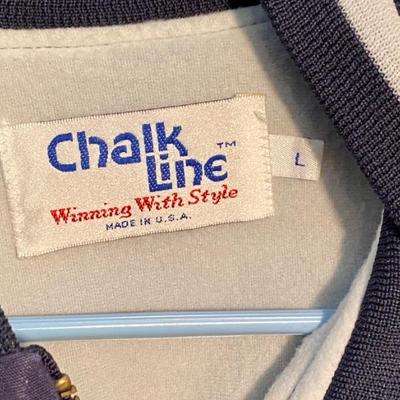 Chalk
Line ™
Winning With Style
MADE IN U.S.A.
L